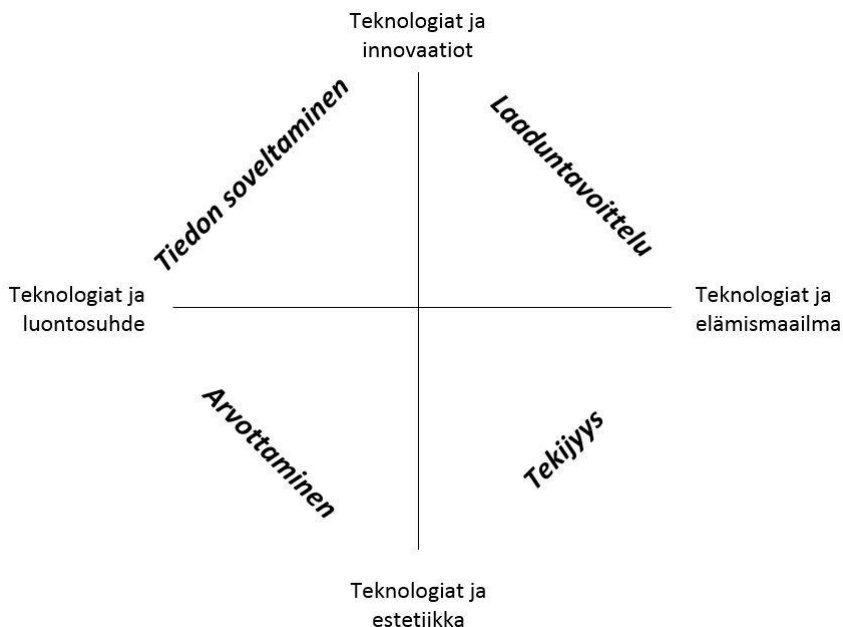 Teknologiat ja
innovaatiot
Tiedon soveltaminen
Laaduntavoittelu
Teknologiat ja
luontosuhde
Teknologiat ja
elämismaailma
Arvottaminen
Tekijyys
Teknologiat ja
estetiikka